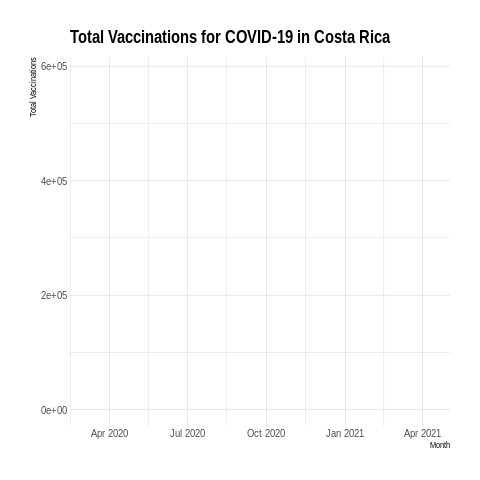 Total Vaccinations for COVID-19 in Costa Rica
Total Vaccinations
6e+05
4e+05
2e+05
0e+00
Apr 2020 Jul 2020 Oct 2020 Jan 2021 Apr 2021
Month